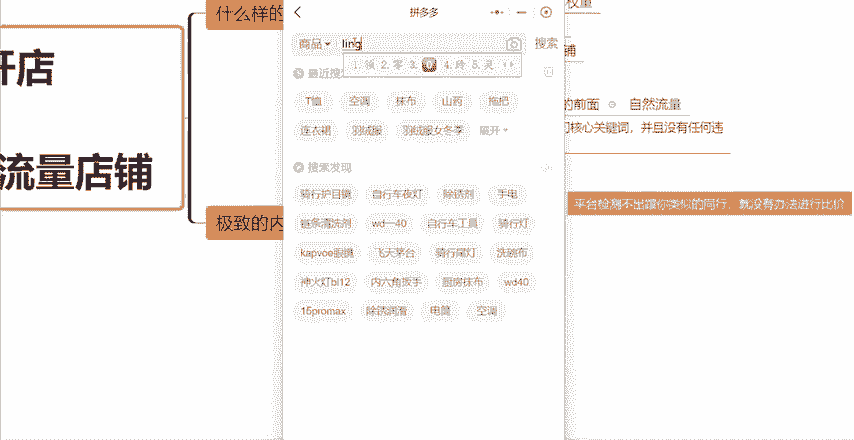 什么样的
开店
流量店铺
极致的内
拼多多
商品 ling 搜索
1.领 2.零 3. 4.玲 5.灵
最近搜
T恤 空调 抹布 山药 拖把
连衣裙 羽绒服 羽绒服女冬季 展开
搜索发现
骑行护目镜 自行车夜灯 除锈剂 手电
链条清洗剂 wd一40 自行车工具 骑行灯
kapvoe眼镜 飞天茅台 骑行尾灯 洗碗布
神火灯bl12 内六角扳手 厨房抹布 wd40
15promax 除锈润滑 电筒 空调
权重
铺
的前面 自然流量
核心关键词，并且没有任何违
平台检测不出跟你类似的同行，就没有办法进行比价